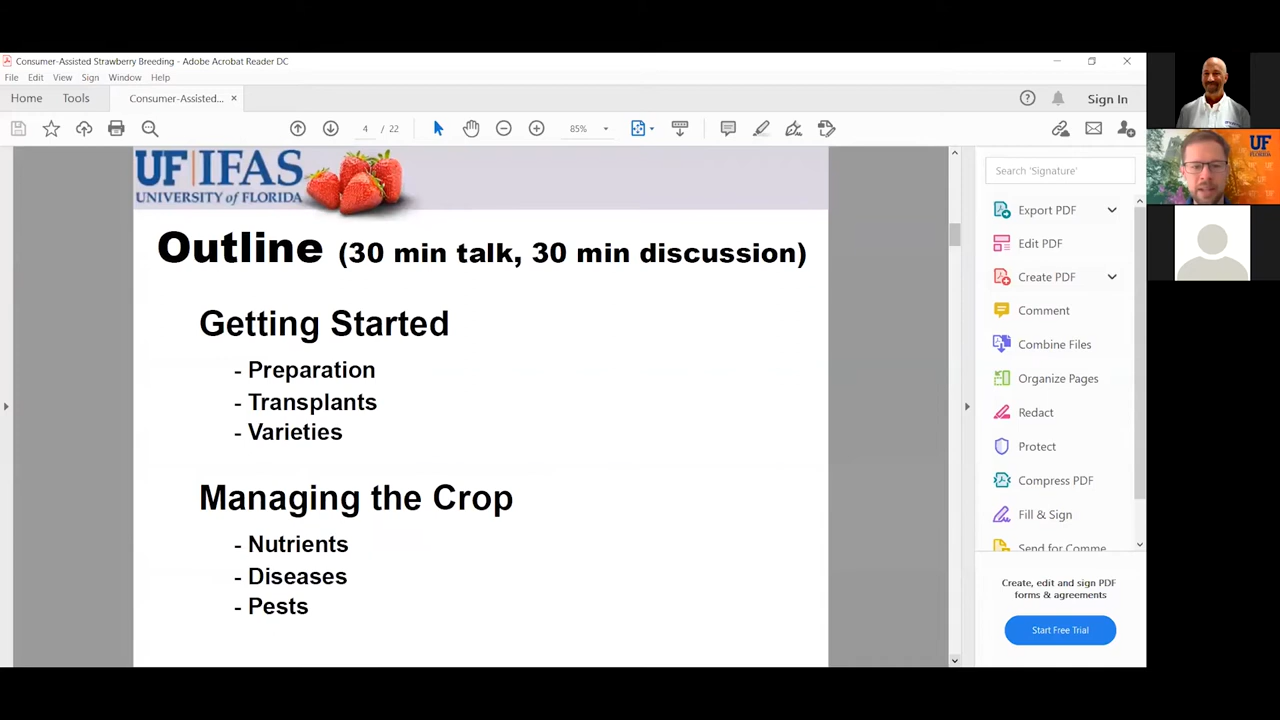 Consumer-Assisted Strawberry Breeding - Adobe Acrobat Reader DC
File Edit View Sign Window Help
Home Tools Consumer-Assisted... × Sign In
4 / 22 85%
UF|IFAS
UNIVERSITY of FLORIDA
Outline (30 min talk, 30 min discussion)
Getting Started
- Preparation
- Transplants
- Varieties
Managing the Crop
- Nutrients
- Diseases
- Pests
Search 'Signature'
Export PDF
Edit PDF
Create PDF
Comment
Combine Files
Organize Pages
Redact
Protect
Compress PDF
Fill & Sign
Send for Comme
Create, edit and sign PDF
forms & agreements
Start Free Trial
UF
FLORIDA